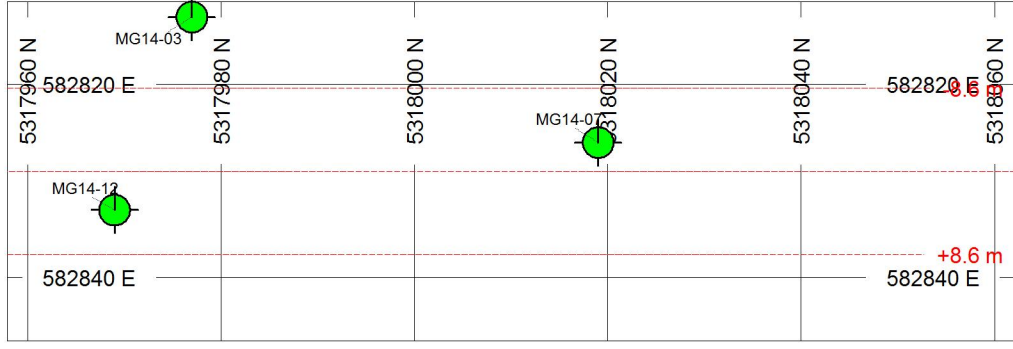 MG14-03
5317960 N
5317980 N
5318000 N
5318020 N
5318040 N
5318060 N
582820 E
582820 E
-8.6 m
MG14-07
MG14-12
+8.6 m
582840 E
582840 E